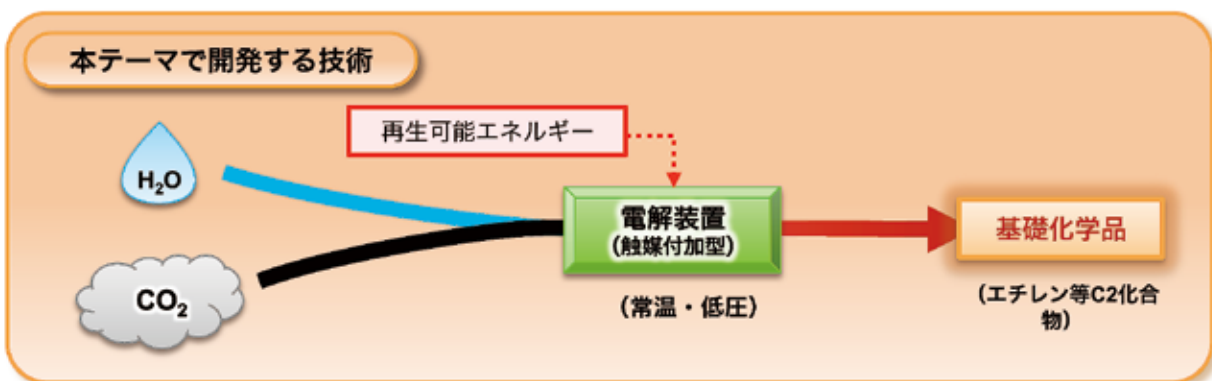 本テーマで開発する技術
再生可能エネルギー
H₂O
電解装置
(触媒付加型)
基礎化学品
CO₂
(常温・低圧)
(エチレン等C2化合
物)